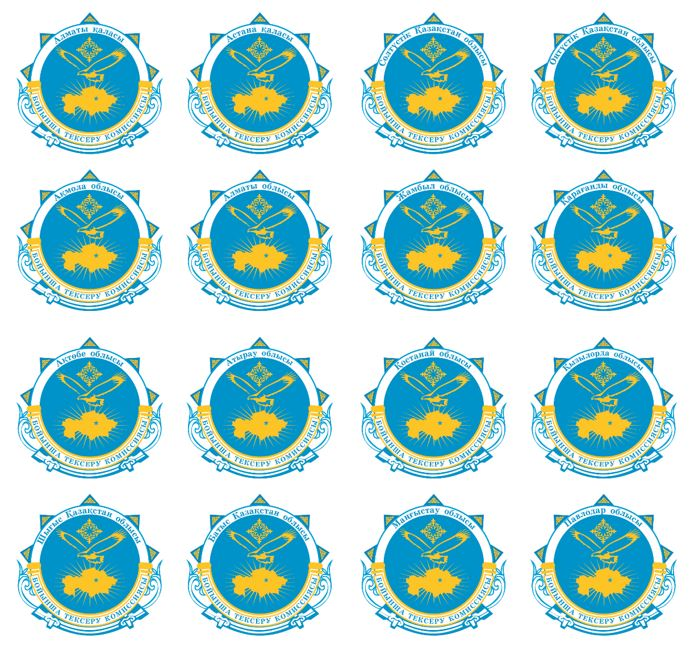 Алматы қаласы
БОЙЫНША ТЕКСЕРУ КОМИССИЯСЫ
Астана қаласы
БОЙЫНША ТЕКСЕРУ КОМИССИЯСЫ
Солтүстік Қазақстан облысы
БОЙЫНША ТЕКСЕРУ КОМИССИЯСЫ
Оңтүстік Қазақстан облысы
БОЙЫНША ТЕКСЕРУ КОМИССИЯСЫ
Ақмола облысы
БОЙЫНША ТЕКСЕРУ КОМИССИЯСЫ
Алматы облысы
БОЙЫНША ТЕКСЕРУ КОМИССИЯСЫ
Жамбыл облысы
БОЙЫНША ТЕКСЕРУ КОМИССИЯСЫ
Қарағанды облысы
БОЙЫНША ТЕКСЕРУ КОМИССИЯСЫ
Ақтөбе облысы
БОЙЫНША ТЕКСЕРУ КОМИССИЯСЫ
Атырау облысы
БОЙЫНША ТЕКСЕРУ КОМИССИЯСЫ
Қостанай облысы
БОЙЫНША ТЕКСЕРУ КОМИССИЯСЫ
Қызылорда облысы
БОЙЫНША ТЕКСЕРУ КОМИССИЯСЫ
Шығыс Қазақстан облысы
БОЙЫНША ТЕКСЕРУ КОМИССИЯСЫ
Батыс Қазақстан облысы
БОЙЫНША ТЕКСЕРУ КОМИССИЯСЫ
Маңғыстау облысы
БОЙЫНША ТЕКСЕРУ КОМИССИЯСЫ
Павлодар облысы
БОЙЫНША ТЕКСЕРУ КОМИССИЯСЫ